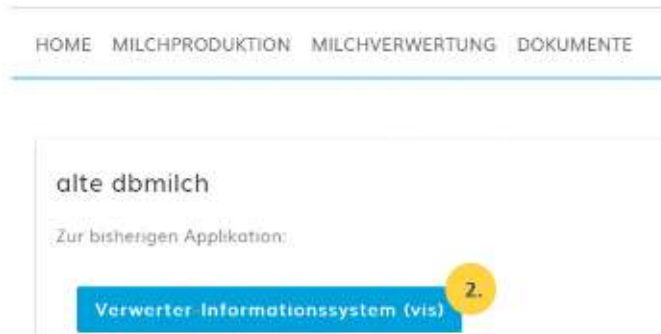 HOME MILCHPRODUKTION MILCHVERWERTUNG DOKUMENTE
alte dbmilch
Zur bisherigen Applikation:
2.
Verwerter-Informationssystem (vis)